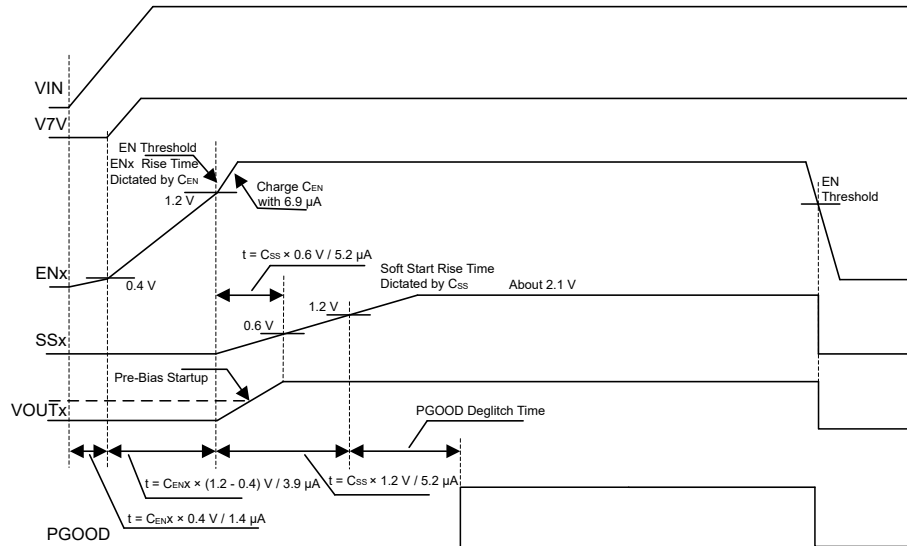 VIN
V7V
EN Threshold
ENx Rise Time
Dictated by CEN
1.2 V
Charge CEN
with 6.9 µA
EN
Threshold
ENx
0.4 V
t = CSS × 0.6 V / 5.2 µA
Soft Start Rise Time
Dictated by CSS
About 2.1 V
1.2 V
0.6 V
SSx
Pre-Bias Startup
VOUTx
PGOOD Deglitch Time
t = CENx × (1.2 - 0.4) V / 3.9 µA
t = CSS × 1.2 V / 5.2 µA
t = CENx × 0.4 V / 1.4 µA
PGOOD